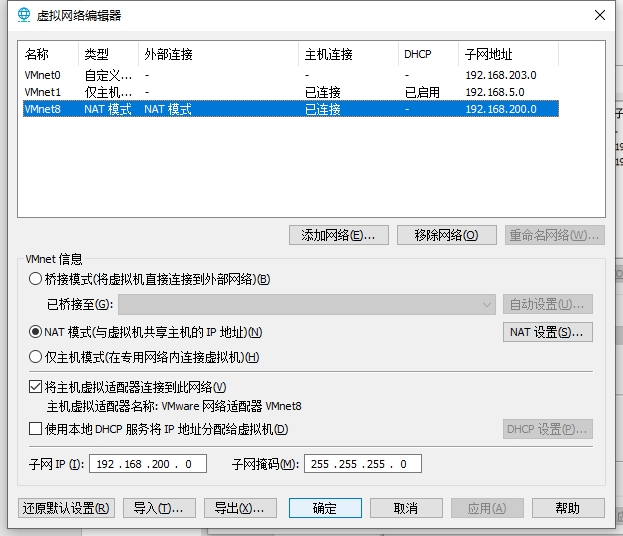 虚拟网络编辑器
名称 类型 外部连接 主机连接 DHCP 子网地址
VMnet0 自定义... - - - 192.168.203.0
VMnet1 仅主机... - 已连接 已启用 192.168.5.0
VMnet8 NAT 模式 NAT 模式 已连接 - 192.168.200.0
添加网络(E)... 移除网络(O) 重命名网络(W)...
VMnet 信息
桥接模式(将虚拟机直接连接到外部网络)(B)
已桥接至(G): 自动设置(U)...
NAT 模式(与虚拟机共享主机的 IP 地址)(N) NAT 设置(S)...
仅主机模式(在专用网络内连接虚拟机)(H)
将主机虚拟适配器连接到此网络(V)
主机虚拟适配器名称: VMware 网络适配器 VMnet8
使用本地 DHCP 服务将 IP 地址分配给虚拟机(D) DHCP 设置(P)...
子网 IP (I): 192 . 168 . 200 . 0 子网掩码(M): 255 . 255 . 255 . 0
还原默认设置(R) 导入(T)... 导出(X)... 确定 取消 应用(A) 帮助